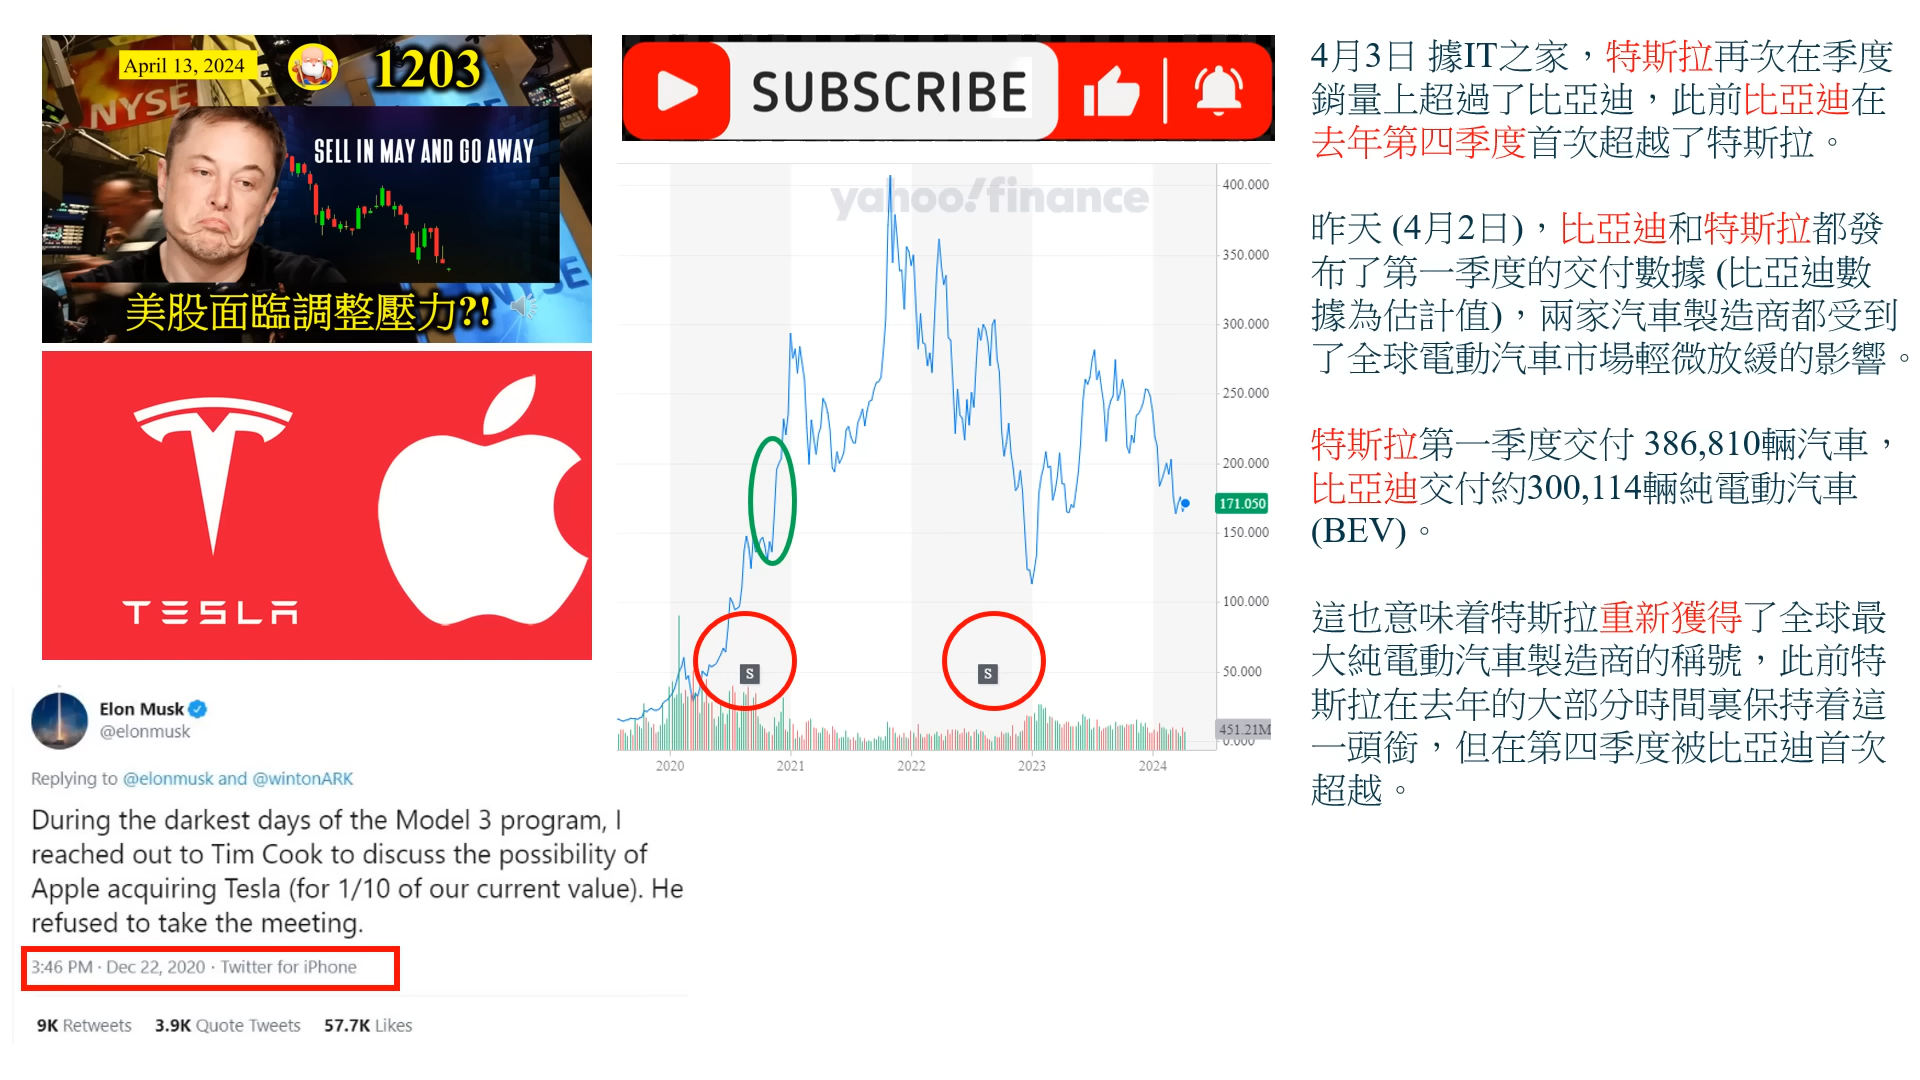 April 13, 2024
1203
NYSE
SELL IN MAY AND GO AWAY
美股面臨調整壓力?!
TESLA
Elon Musk
@elonmusk
Replying to @elonmusk and @wintonARK
During the darkest days of the Model 3 program, I
reached out to Tim Cook to discuss the possibility of
Apple acquiring Tesla (for 1/10 of our current value). He
refused to take the meeting.
3:46 PM · Dec 22, 2020 · Twitter for iPhone
9K Retweets 3.9K Quote Tweets 57.7K Likes
SUBSCRIBE
yahoo!finance
400.000
350.000
300.000
250.000
200.000
171.050
150.000
100.000
50.000
451.21M
0.000
S S
2020 2021 2022 2023 2024
4月3日 據IT之家，特斯拉再次在季度
銷量上超過了比亞迪，此前比亞迪在
去年第四季度首次超越了特斯拉。
昨天 (4月2日)，比亞迪和特斯拉都發
布了第一季度的交付數據 (比亞迪數
據為估計值)，兩家汽車製造商都受到
了全球電動汽車市場輕微放緩的影響。
特斯拉第一季度交付 386,810輛汽車，
比亞迪交付約300,114輛純電動汽車
(BEV)。
這也意味着特斯拉重新獲得了全球最
大純電動汽車製造商的稱號，此前特
斯拉在去年的大部分時間裏保持着這
一頭銜，但在第四季度被比亞迪首次
超越。